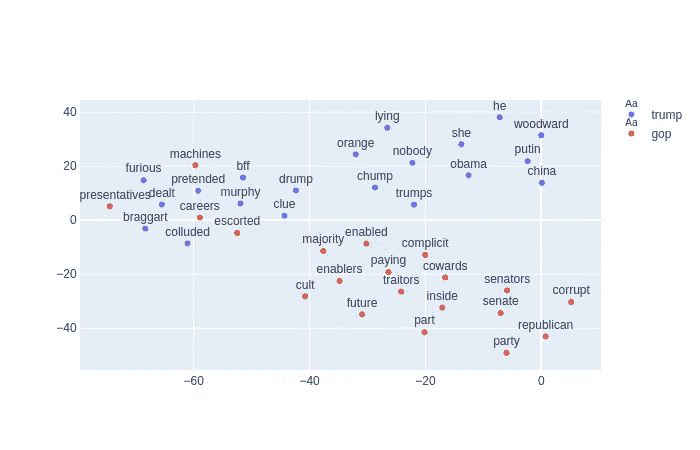 he
Aa
40
lying
woodward
trump
Aa
she
gop
orange
nobody
putin
machines
obama
china
20
furious
bff
pretended
drump
chump
presentatives
dealt
murphy
trumps
careers
clue
braggart
escorted
0
colluded
majority
enabled
complicit
enablers
paying
cowards
−20
cult
traitors
senators
corrupt
future
inside
senate
part
republican
−40
party
−60
−40
−20
0